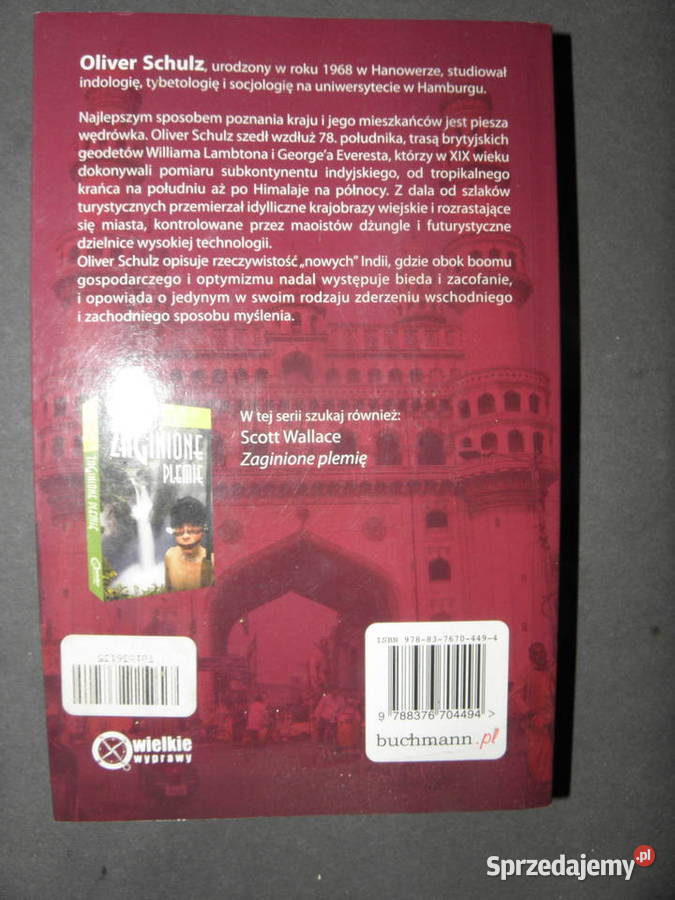 Oliver Schulz, urodzony w roku 1968 w Hanowerze, studiował
indologię, tybetologię i socjologię na uniwersytecie w Hamburgu.
Najlepszym sposobem poznania kraju i jego mieszkańców jest piesza
wędrówka. Oliver Schulz szedł wzdłuż 78. południka, trasą brytyjskich
geodetów Williama Lambtona i George'a Everesta, którzy w XIX wieku
dokonywali pomiaru subkontynentu indyjskiego, od tropikalnego
krańca na południu aż po Himalaje na północy. Z dala od szlaków
turystycznych przemierzał idylliczne krajobrazy wiejskie i rozrastające
się miasta, kontrolowane przez maoistów dżungle i futurystyczne
dzielnice wysokiej technologii.
Oliver Schulz opisuje rzeczywistość „nowych" Indii, gdzie obok boomu
gospodarczego i optymizmu nadal występuje bieda i zacofanie,
i opowiada o jedynym w swoim rodzaju zderzeniu wschodniego
i zachodniego sposobu myślenia.
ZAGINIONE
PLEMIĘ
ZAGINIONE PLEMIĘ
W tej serii szukaj również:
Scott Wallace
Zaginione plemię
ISBN 978-83-7670-449-4
9 788376 704494 >
buchmann.pl
wielkie
wyprawy
Sprzedajemy.pl